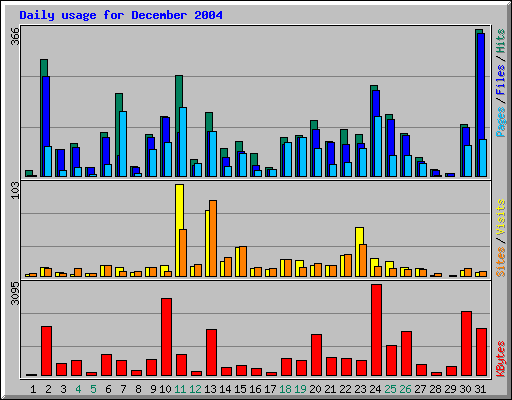 Daily usage for December 2004
366
Pages / Files / Hits
103
Sites / Visits
3095
KBytes
1 2 3 4 5 6 7 8 9 10 11 12 13 14 15 16 17 18 19 20 21 22 23 24 25 26 27 28 29 30 31